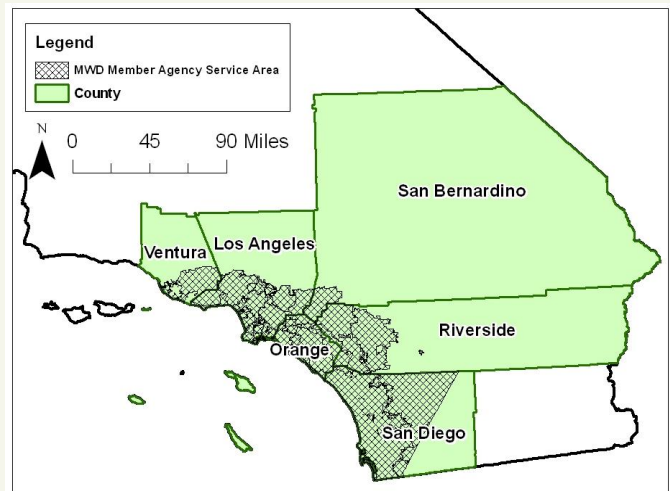 Legend
MWD Member Agency Service Area
County
N
0 45 90 Miles
San Bernardino
Los Angeles
Ventura
Riverside
Orange
San Diego